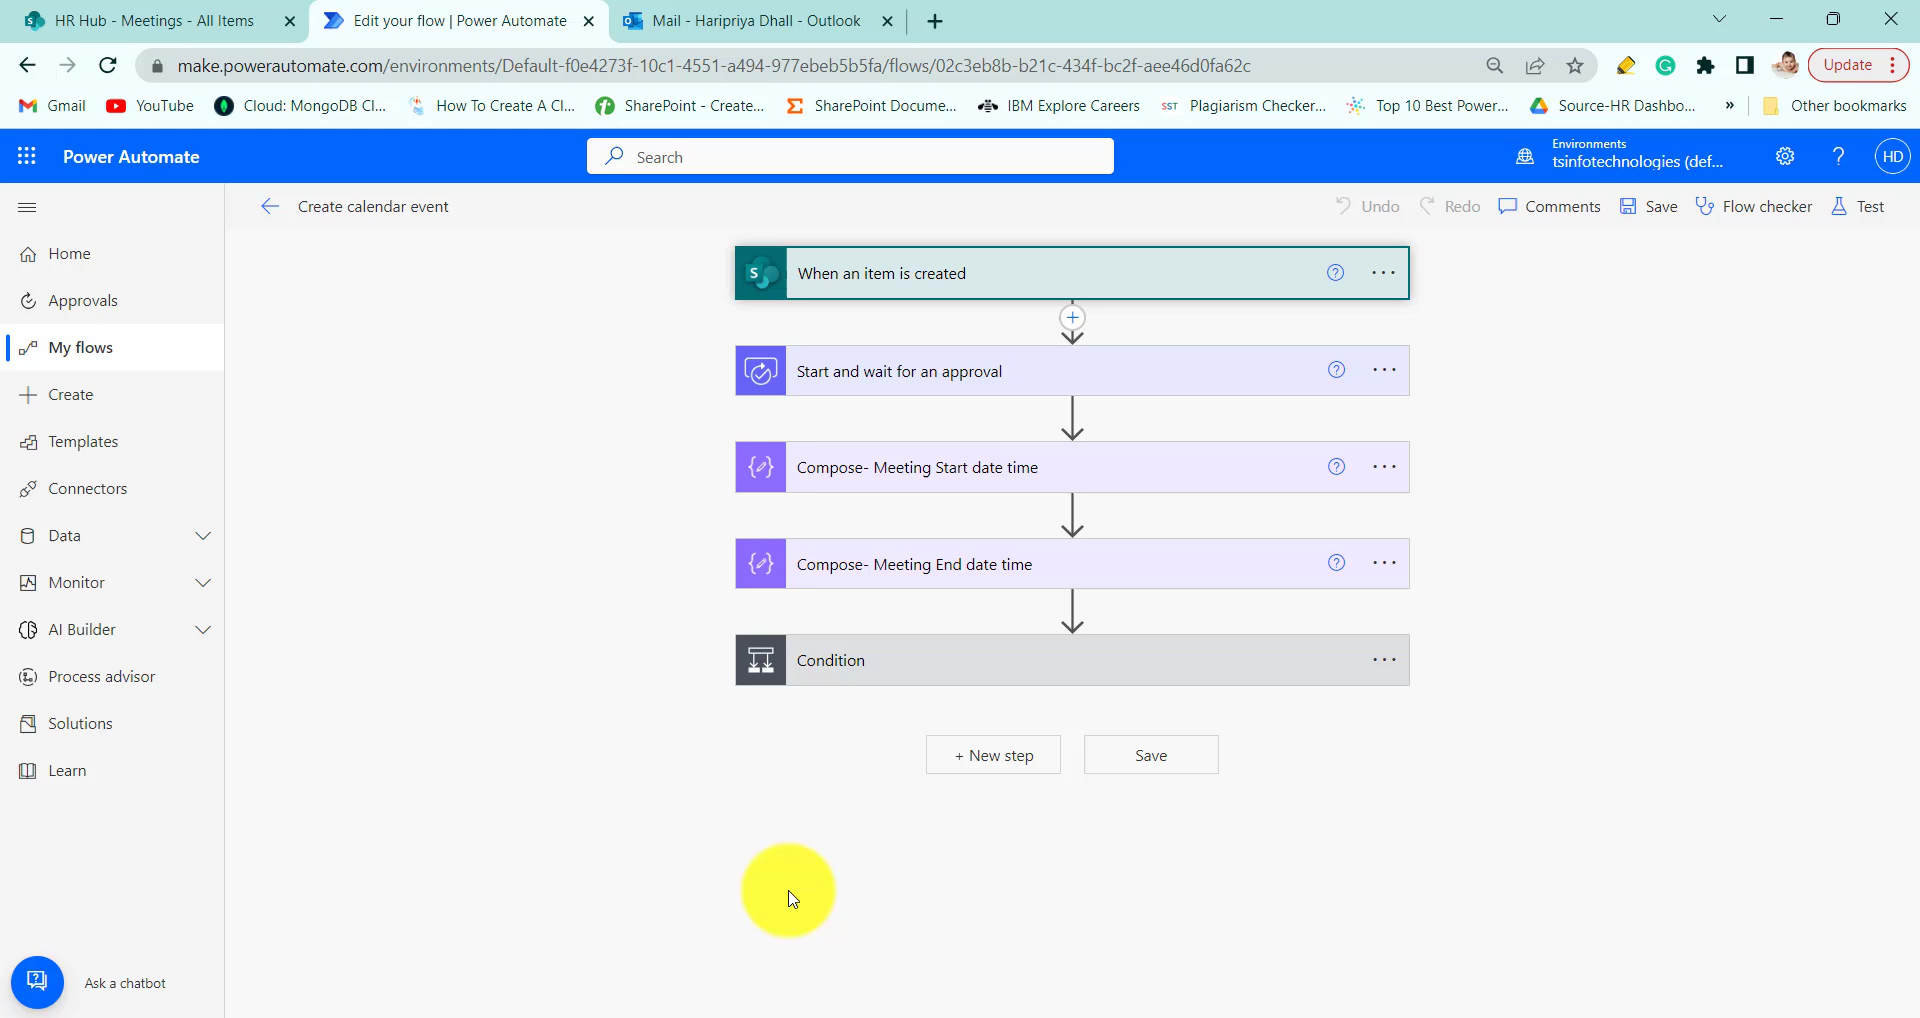 HR Hub - Meetings - All Items
Edit your flow | Power Automate
Mail - Haripriya Dhall - Outlook
make.powerautomate.com/environments/Default-f0e4273f-10c1-4551-a494-977ebeb5b5fa/flows/02c3eb8b-b21c-434f-bc2f-aee46d0fa62c
Update
Gmail
YouTube
Cloud: MongoDB Cl...
How To Create A Cl...
SharePoint - Create...
SharePoint Docume...
IBM Explore Careers
SST
Plagiarism Checker...
Top 10 Best Power...
Source-HR Dashbo...
»
Other bookmarks
Power Automate
Search
Environments
tsinfotechnologies (def...
?
HD
Create calendar event
Undo
Redo
Comments
Save
Flow checker
Test
Home
Approvals
My flows
Create
Templates
Connectors
Data
Monitor
AI Builder
Process advisor
Solutions
Learn
Ask a chatbot
S
When an item is created
?
Start and wait for an approval
?
Compose- Meeting Start date time
?
Compose- Meeting End date time
?
Condition
+ New step
Save